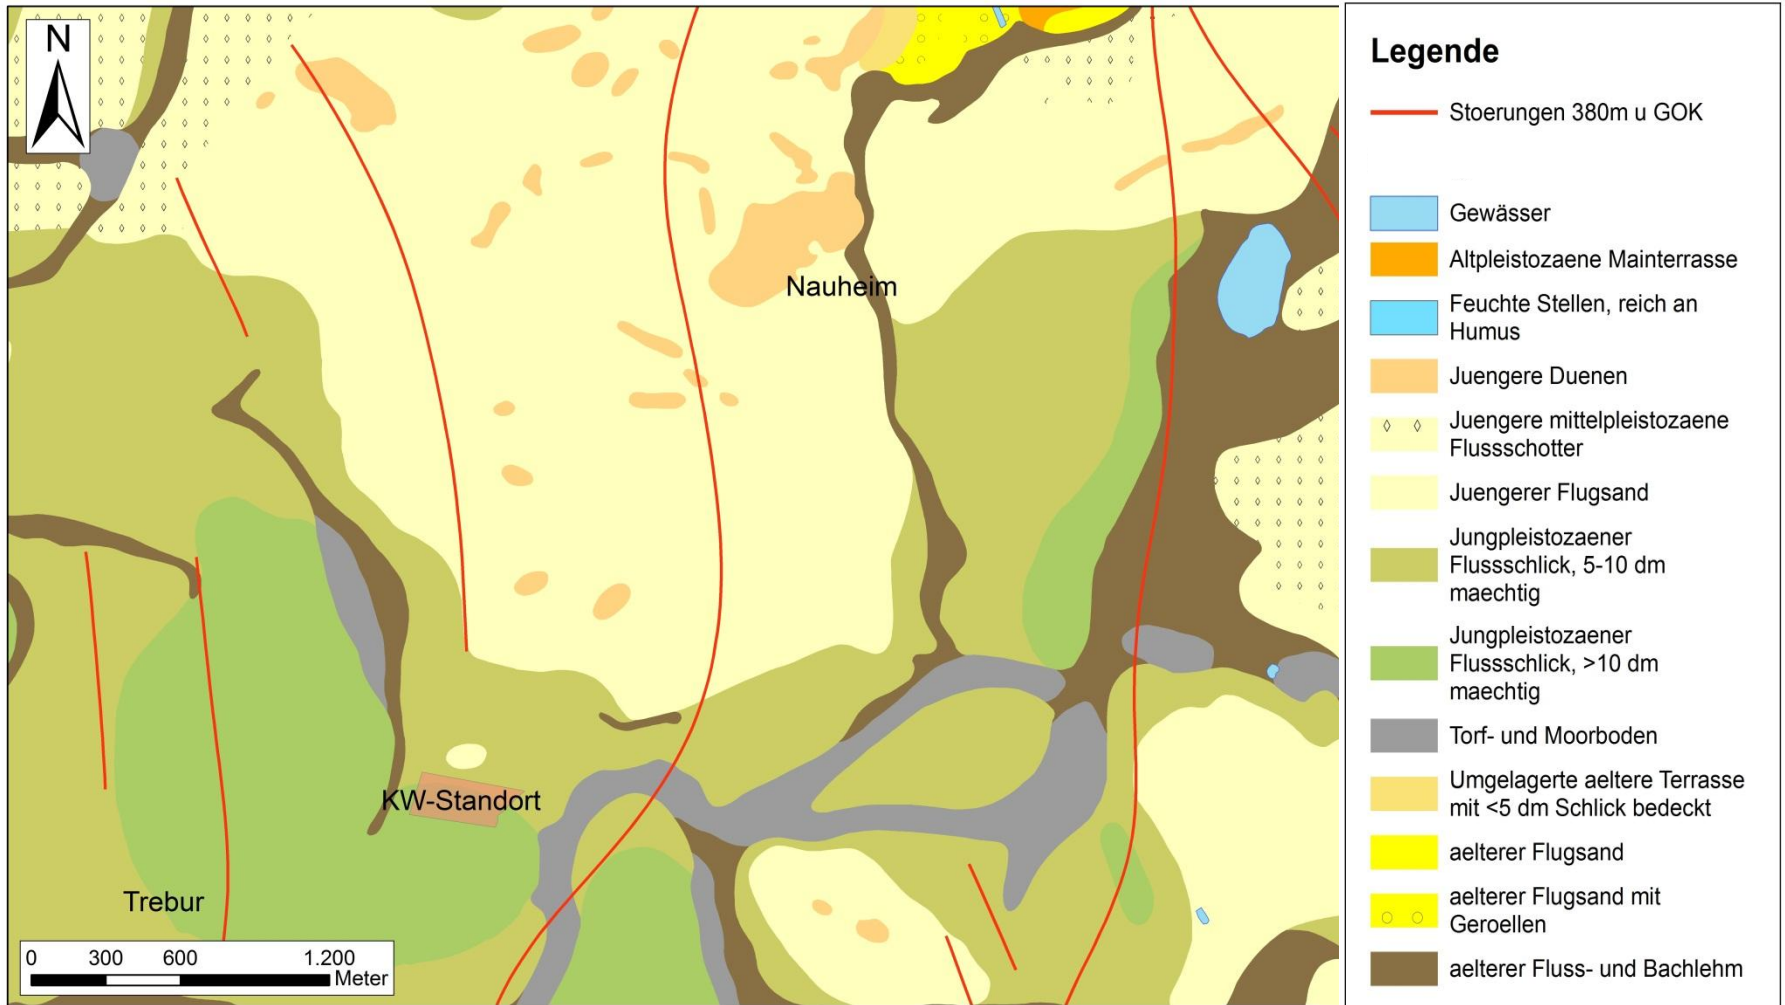 N
Nauheim
KW-Standort
Trebur
0 300 600 1.200
Meter
Legende
Stoerungen 380m u GOK
Gewässer
Altpleistozaene Mainterrasse
Feuchte Stellen, reich an
Humus
Juengere Duenen
Juengere mittelpleistozaene
Flussschotter
Juengerer Flugsand
Jungpleistozaener
Flussschlick, 5-10 dm
maechtig
Jungpleistozaener
Flussschlick, >10 dm
maechtig
Torf- und Moorboden
Umgelagerte aeltere Terrasse
mit <5 dm Schlick bedeckt
aelterer Flugsand
aelterer Flugsand mit
Geroellen
aelterer Fluss- und Bachlehm